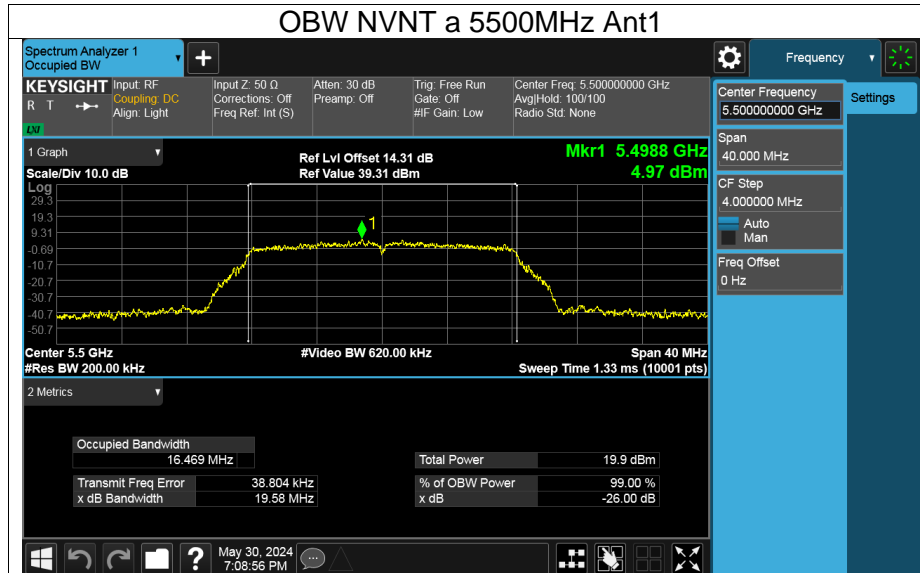 OBW NVNT a 5500MHz Ant1
Spectrum Analyzer 1
Occupied BW
+
Frequency
KEYSIGHT
R T
LXI
Input: RF
Coupling: DC
Align: Light
Input Z: 50 Ω
Corrections: Off
Freq Ref: Int (S)
Atten: 30 dB
Preamp: Off
Trig: Free Run
Gate: Off
#IF Gain: Low
Center Freq: 5.500000000 GHz
Avg|Hold: 100/100
Radio Std: None
Center Frequency
5.500000000 GHz
Settings
Span
40.000 MHz
CF Step
4.000000 MHz
Auto
Man
Freq Offset
0 Hz
1 Graph
Scale/Div 10.0 dB
Ref Lvl Offset 14.31 dB
Ref Value 39.31 dBm
Mkr1 5.4988 GHz
4.97 dBm
Log
29.3
19.3
9.31
-0.69
-10.7
-20.7
-30.7
-40.7
-50.7
1
Center 5.5 GHz
#Res BW 200.00 kHz
#Video BW 620.00 kHz
Span 40 MHz
Sweep Time 1.33 ms (10001 pts)
2 Metrics
Occupied Bandwidth
16.469 MHz
Transmit Freq Error 38.804 kHz
x dB Bandwidth 19.58 MHz
Total Power 19.9 dBm
% of OBW Power 99.00 %
x dB -26.00 dB
?
May 30, 2024
7:08:56 PM